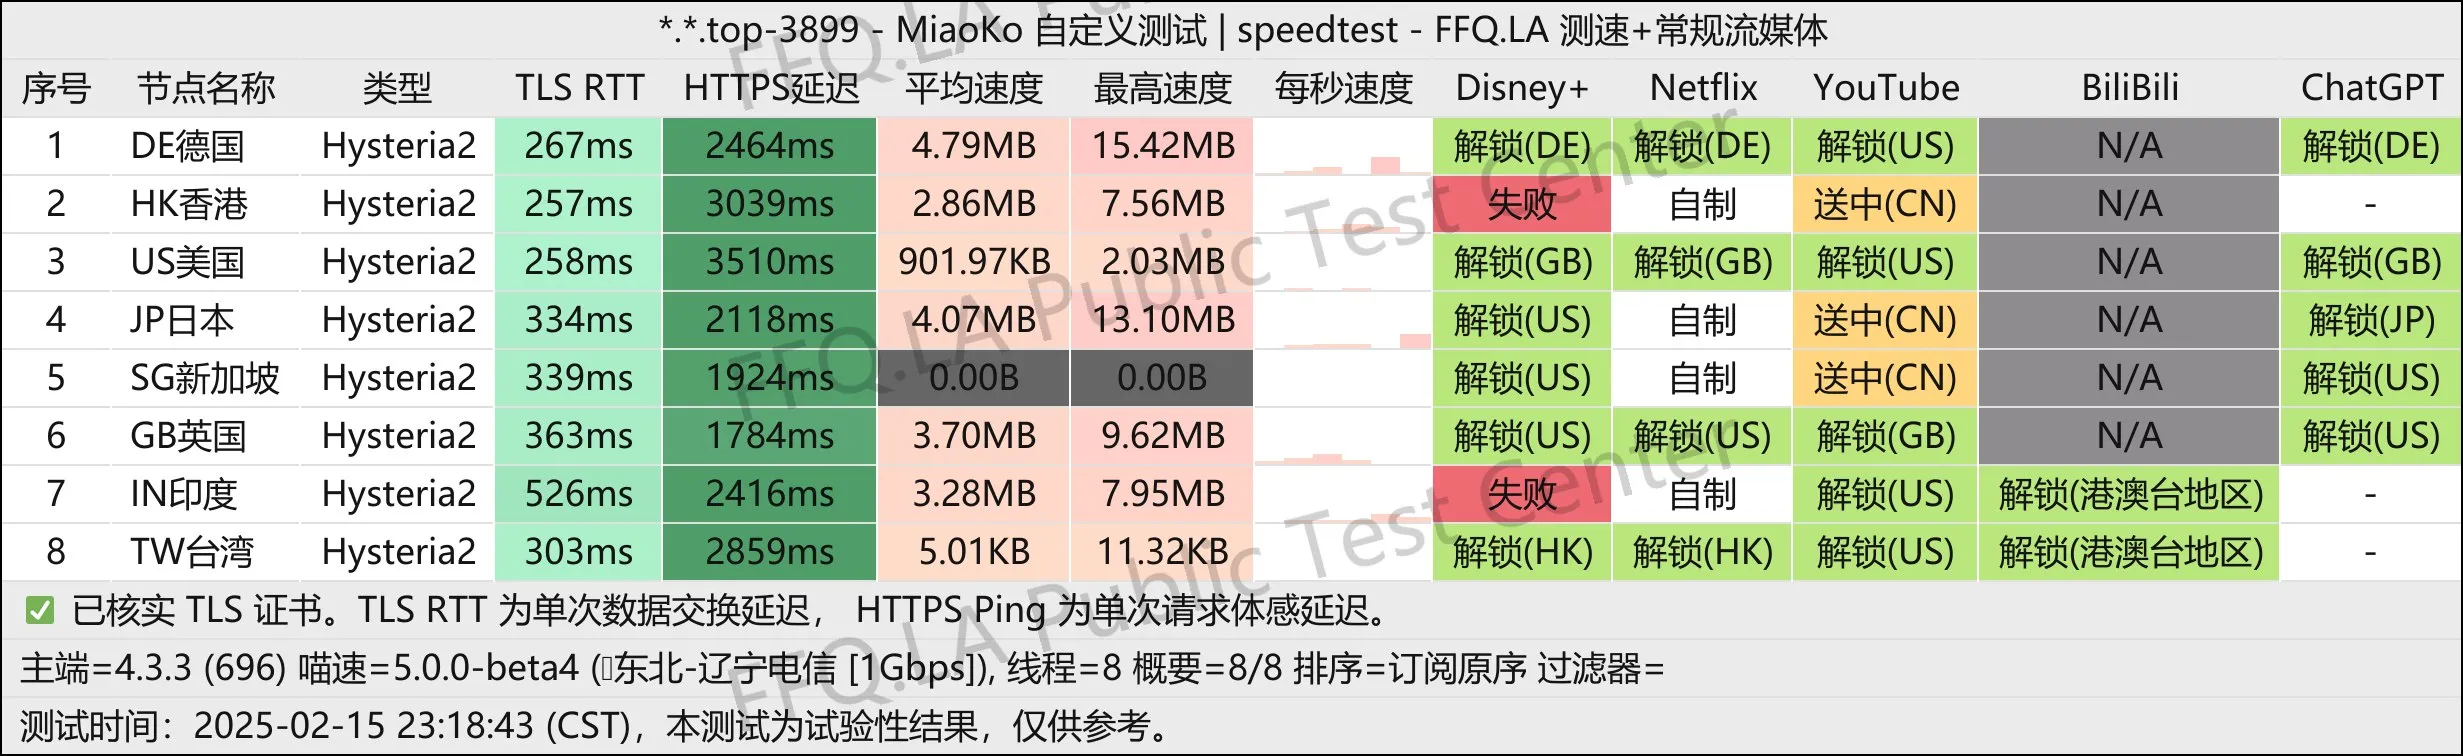 *.*.top-3899 - MiaoKo 自定义测试 | speedtest - FFQ.LA 测速+常规流媒体
序号 节点名称 类型 TLS RTT HTTPS延迟 平均速度 最高速度 每秒速度 Disney+ Netflix YouTube BiliBili ChatGPT
1 DE德国 Hysteria2 267ms 2464ms 4.79MB 15.42MB 解锁(DE) 解锁(DE) 解锁(US) N/A 解锁(DE)
2 HK香港 Hysteria2 257ms 3039ms 2.86MB 7.56MB 失败 自制 送中(CN) N/A -
3 US美国 Hysteria2 258ms 3510ms 901.97KB 2.03MB 解锁(GB) 解锁(GB) 解锁(US) N/A 解锁(GB)
4 JP日本 Hysteria2 334ms 2118ms 4.07MB 13.10MB 解锁(US) 自制 送中(CN) N/A 解锁(JP)
5 SG新加坡 Hysteria2 339ms 1924ms 0.00B 0.00B 解锁(US) 自制 送中(CN) N/A 解锁(US)
6 GB英国 Hysteria2 363ms 1784ms 3.70MB 9.62MB 解锁(US) 解锁(US) 解锁(GB) N/A 解锁(US)
7 IN印度 Hysteria2 526ms 2416ms 3.28MB 7.95MB 失败 自制 解锁(US) 解锁(港澳台地区) -
8 TW台湾 Hysteria2 303ms 2859ms 5.01KB 11.32KB 解锁(HK) 解锁(HK) 解锁(US) 解锁(港澳台地区) -
✅ 已核实 TLS 证书。TLS RTT 为单次数据交换延迟， HTTPS Ping 为单次请求体感延迟。
主端=4.3.3 (696) 喵速=5.0.0-beta4 (东北-辽宁电信 [1Gbps]), 线程=8 概要=8/8 排序=订阅原序 过滤器=
测试时间：2025-02-15 23:18:43 (CST)，本测试为试验性结果，仅供参考。
FFQ.LA Public Test Center
FFQ.LA Public Test Center
FFQ.LA Public Test Center